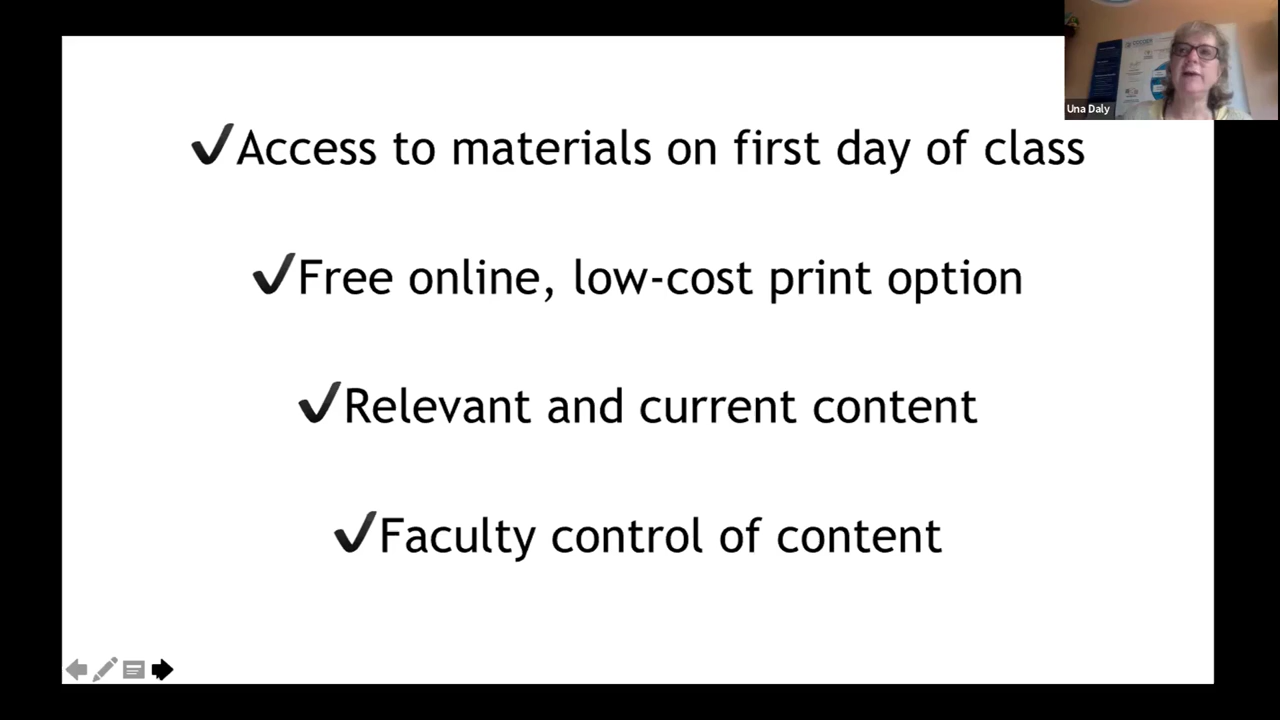 Una Daly
✔Access to materials on first day of class
✔Free online, low-cost print option
✔Relevant and current content
✔Faculty control of content